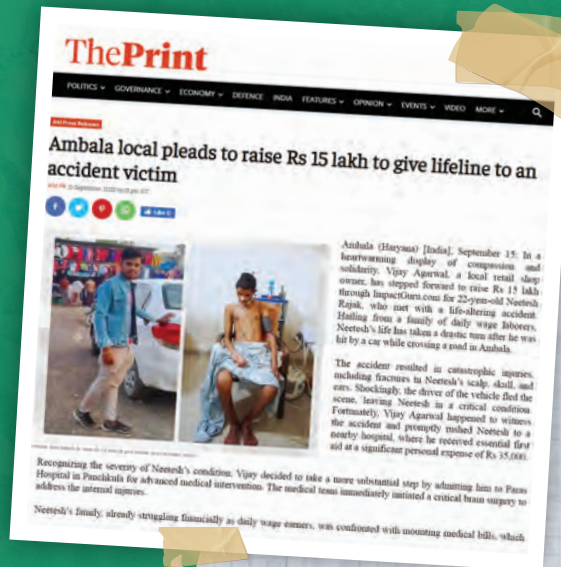 ThePrint
POLITICS GOVERNANCE ECONOMY DEFENCE INDIA FEATURES OPINION EVENTS VIDEO MORE
ANI Press Releases
Ambala local pleads to raise Rs 15 lakh to give lifeline to an
accident victim
Like 0
Ambala (Haryana) [India], September 15: In a
heartwarming display of compassion and
solidarity, Vijay Agarwal, a local retail shop
owner, has stepped forward to raise Rs 15 lakh
through ImpactGuru.com for 22-year-old Neetesh
Rajak, who met with a life-altering accident.
Hailing from a family of daily wage laborers,
Neetesh's life has taken a drastic turn after he was
hit by a car while crossing a road in Ambala.
The accident resulted in catastrophic injuries,
including fractures in Neetesh's scalp, skull, and
ears. Shockingly, the driver of the vehicle fled the
scene, leaving Neetesh in a critical condition.
Fortunately, Vijay Agarwal happened to witness
the accident and promptly rushed Neetesh to a
nearby hospital, where he received essential first
aid at a significant personal expense of Rs 35,000.
Recognizing the severity of Neetesh's condition, Vijay decided to take a more substantial step by admitting him to Paras
Hospital in Panchkula for advanced medical intervention. The medical team immediately initiated a critical brain surgery to
address the internal injuries.
Neetesh's family, already struggling financially as daily wage earners, was confronted with mounting medical bills, which